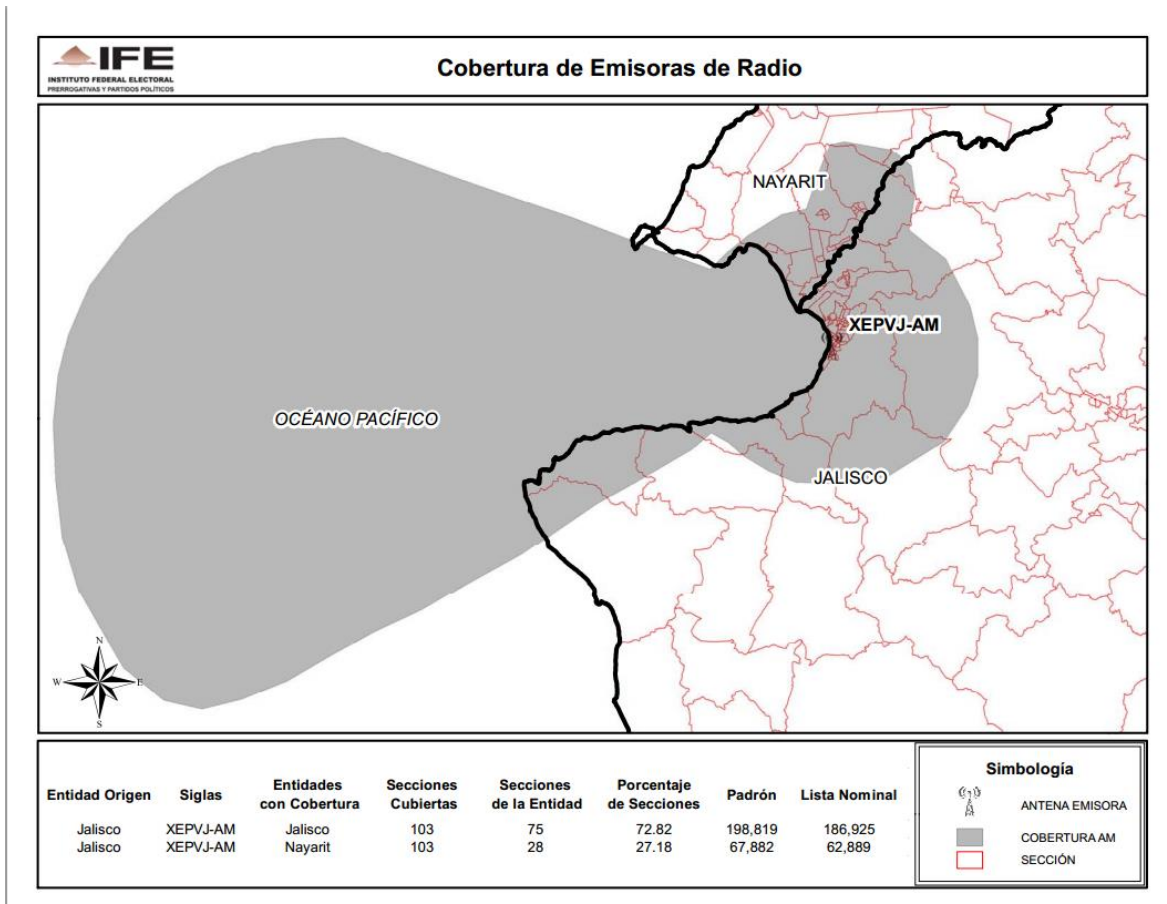 IFE
INSTITUTO FEDERAL ELECTORAL
PRERROGATIVAS Y PARTIDOS POLÍTICOS
Cobertura de Emisoras de Radio
NAYARIT
XEPVJ-AM
OCÉANO PACÍFICO
JALISCO
N
W E
S
Entidad Origen Siglas Entidades con Cobertura Secciones Cubiertas Secciones de la Entidad Porcentaje de Secciones Padrón Lista Nominal
Jalisco XEPVJ-AM Jalisco 103 75 72.82 198,819 186,925
Jalisco XEPVJ-AM Nayarit 103 28 27.18 67,882 62,889
Simbología
ANTENA EMISORA
COBERTURA AM
SECCIÓN